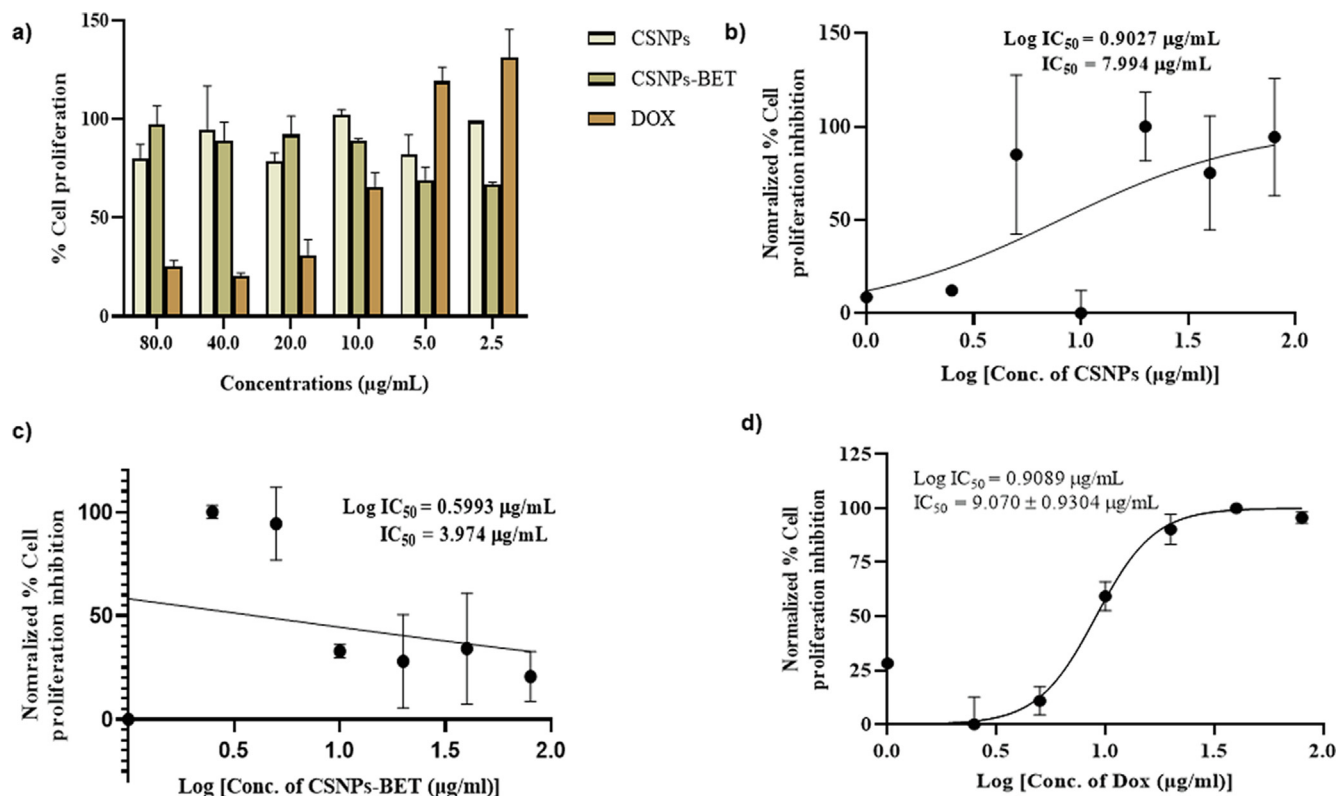 a)
150
100
50
0
% Cell proliferation
80.0 40.0 20.0 10.0 5.0 2.5
Concentrations (µg/mL)
CSNPs
CSNPs-BET
DOX
b)
Log IC50 = 0.9027 µg/mL
IC50 = 7.994 µg/mL
150
100
50
0
Nomralized % Cell
proliferation inhibition
0.0 0.5 1.0 1.5 2.0
Log [Conc. of CSNPs (µg/ml)]
c)
Log IC50 = 0.5993 µg/mL
IC50 = 3.974 µg/mL
100
50
0
Nomralized % Cell
proliferation inhibition
0.5 1.0 1.5 2.0
Log [Conc. of CSNPs-BET (µg/ml)]
d)
Log IC50 = 0.9089 µg/mL
IC50 = 9.070 ± 0.9304 µg/mL
125
100
75
50
25
0
Normalized % Cell
proliferation inhibition
0.0 0.5 1.0 1.5 2.0
Log [Conc. of Dox (µg/ml)]